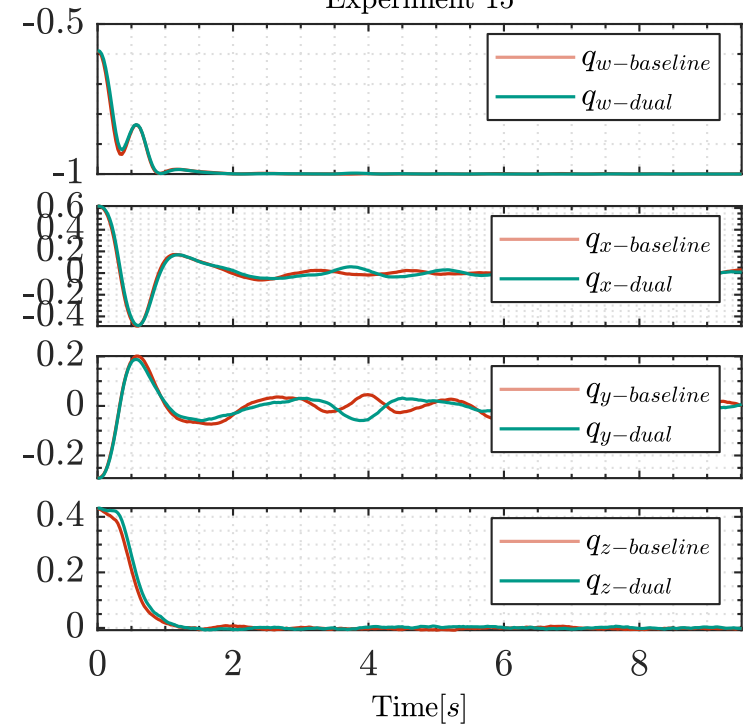 Experiment 15
-0.5
q_{w-baseline}
q_{w-dual}
-1
0.6
0.4
0.2
0
-0.2
-0.4
q_{x-baseline}
q_{x-dual}
0.2
0
-0.2
q_{y-baseline}
q_{y-dual}
0.4
0.2
0
q_{z-baseline}
q_{z-dual}
0 2 4 6 8
Time[s]